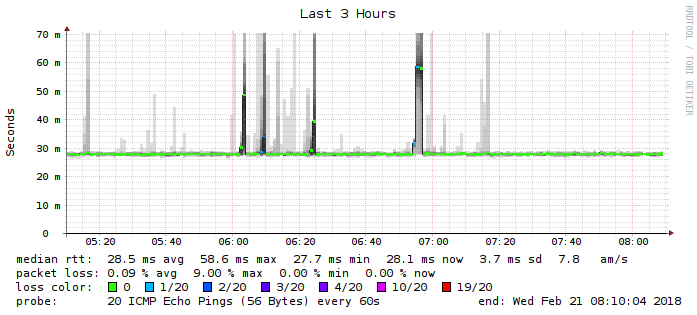 Last 3 Hours
RRDTOOL / TOBI OETIKER
Seconds
70 m
60 m
50 m
40 m
30 m
20 m
10 m
0
05:20 05:40 06:00 06:20 06:40 07:00 07:20 07:40 08:00
median rtt: 28.5 ms avg 58.6 ms max 27.7 ms min 28.1 ms now 3.7 ms sd 7.8 am/s
packet loss: 0.09 % avg 9.00 % max 0.00 % min 0.00 % now
loss color: 0 1/20 2/20 3/20 4/20 10/20 19/20
probe: 20 ICMP Echo Pings (56 Bytes) every 60s end: Wed Feb 21 08:10:04 2018